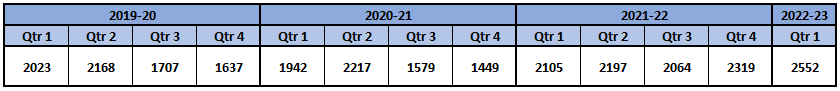 2019-20 2020-21 2021-22 2022-23
Qtr 1 Qtr 2 Qtr 3 Qtr 4 Qtr 1 Qtr 2 Qtr 3 Qtr 4 Qtr 1 Qtr 2 Qtr 3 Qtr 4 Qtr 1
2023 2168 1707 1637 1942 2217 1579 1449 2105 2197 2064 2319 2552